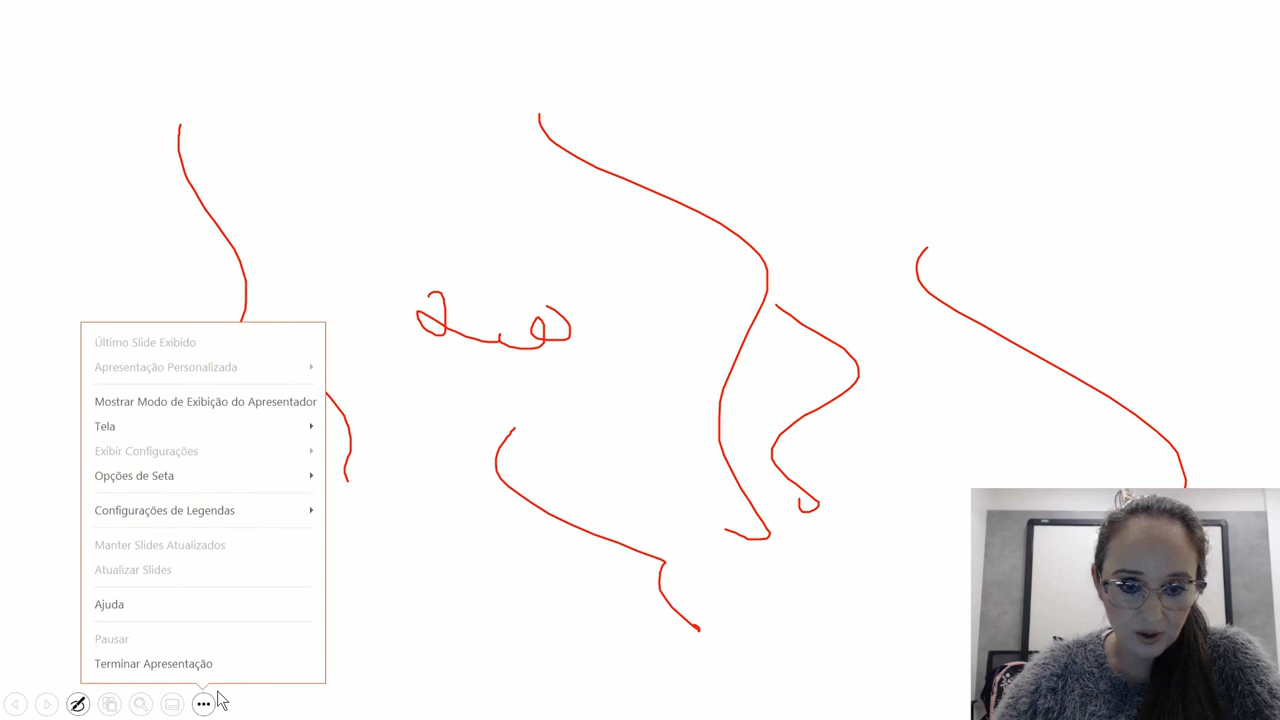 Último Slide Exibido
Apresentação Personalizada
Mostrar Modo de Exibição do Apresentador
Tela
Exibir Configurações
Opções de Seta
Configurações de Legendas
Manter Slides Atualizados
Atualizar Slides
Ajuda
Pausar
Terminar Apresentação